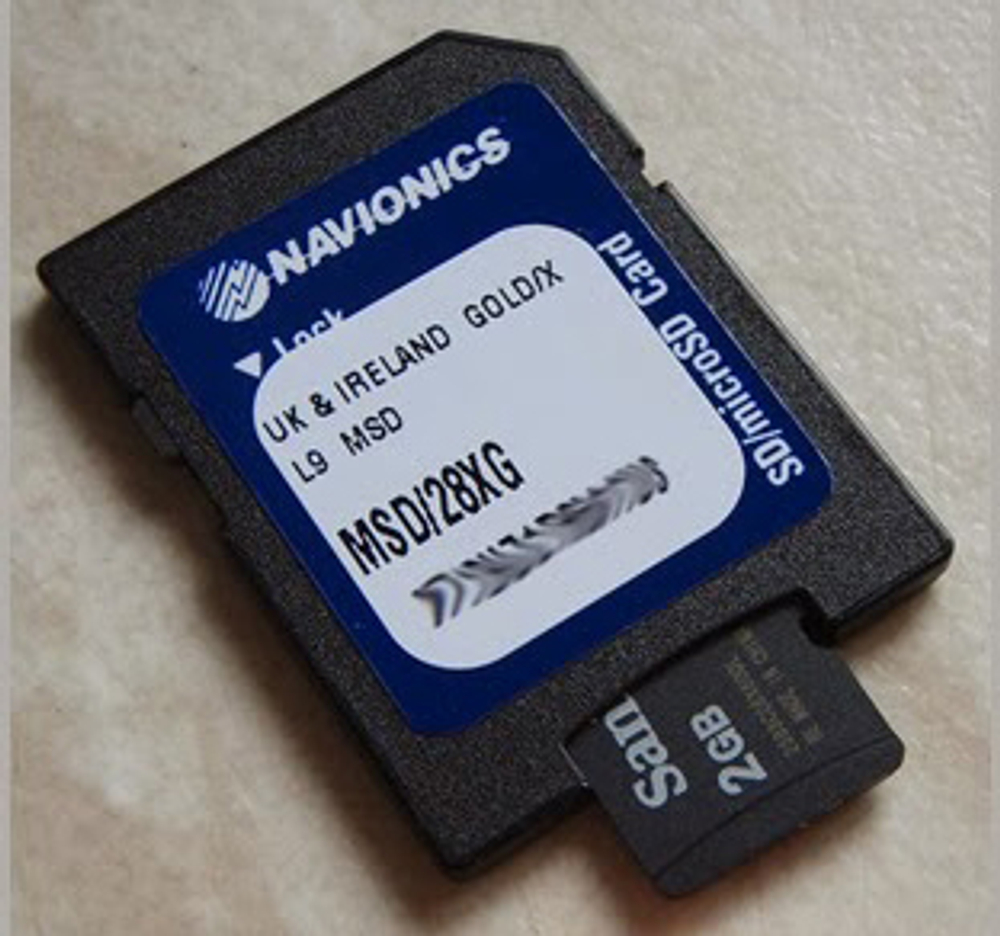 NAVIONICS
Lock
UK & IRELAND GOLD/X
L9 MSD
MSD/28XG
SD/microSD Card
San
2GB